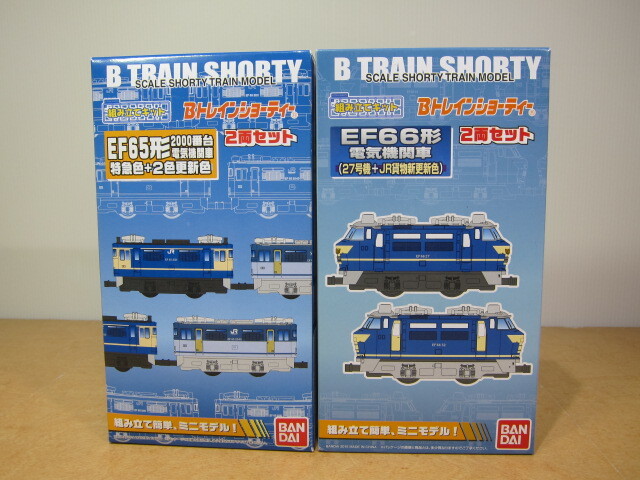 B TRAIN SHORTY
SCALE SHORTY TRAIN MODEL
組み立てキット
Bトレインショーティー
2両セット
EF65形 2000番台
電気機関車
特急色+2色更新色
組み立て簡単、ミニモデル!
BAN
DAI
B TRAIN SHORTY
SCALE SHORTY TRAIN MODEL
組み立てキット
Bトレインショーティー
2両セット
EF66形
電気機関車
(27号機+JR貨物新更新色)
組み立て簡単、ミニモデル!
BAN
DAI